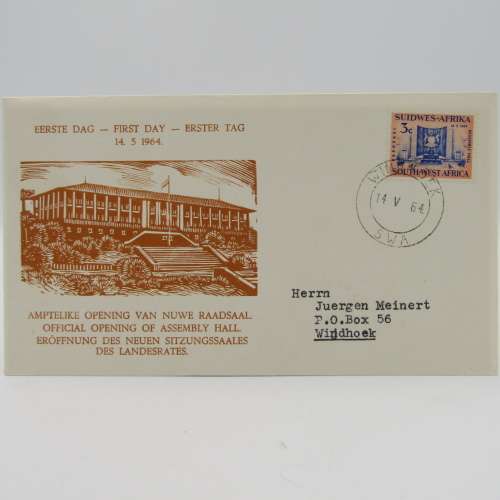 EERSTE DAG — FIRST DAY — ERSTER TAG
14. 5 1964.
AMPTELIKE OPENING VAN NUWE RAADSAAL.
OFFICIAL OPENING OF ASSEMBLY HALL.
ERÖFFNUNG DES NEUEN SITZUNGSSAALES
DES LANDESRATES.
SUIDWES-AFRIKA
3c
SOUTH WEST AFRICA
WINDHOEK
14 V 64
SWA
Herrn
Juergen Meinert
P.O.Box 56
Windhoek